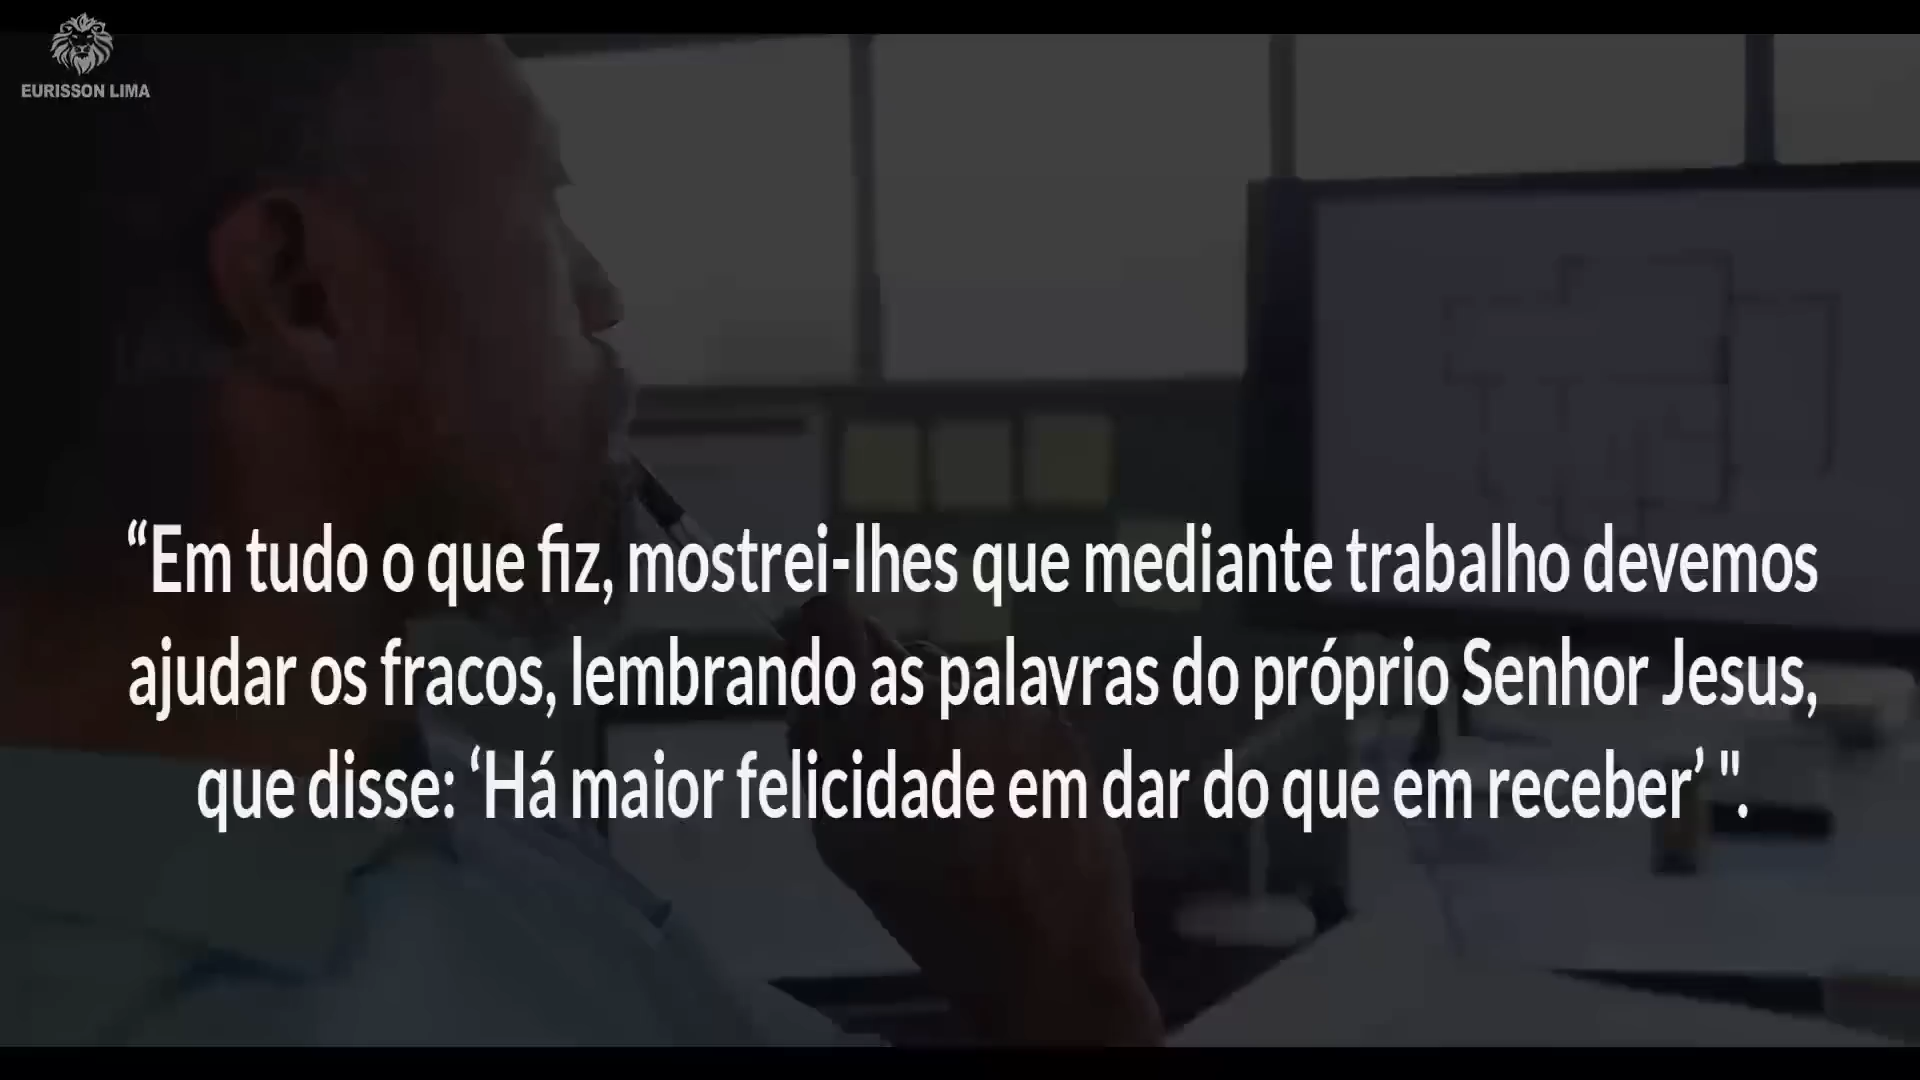 EURISSON LIMA
“Em tudo o que fiz, mostrei-lhes que mediante trabalho devemos
ajudar os fracos, lembrando as palavras do próprio Senhor Jesus,
que disse: ‘Há maior felicidade em dar do que em receber’ ".